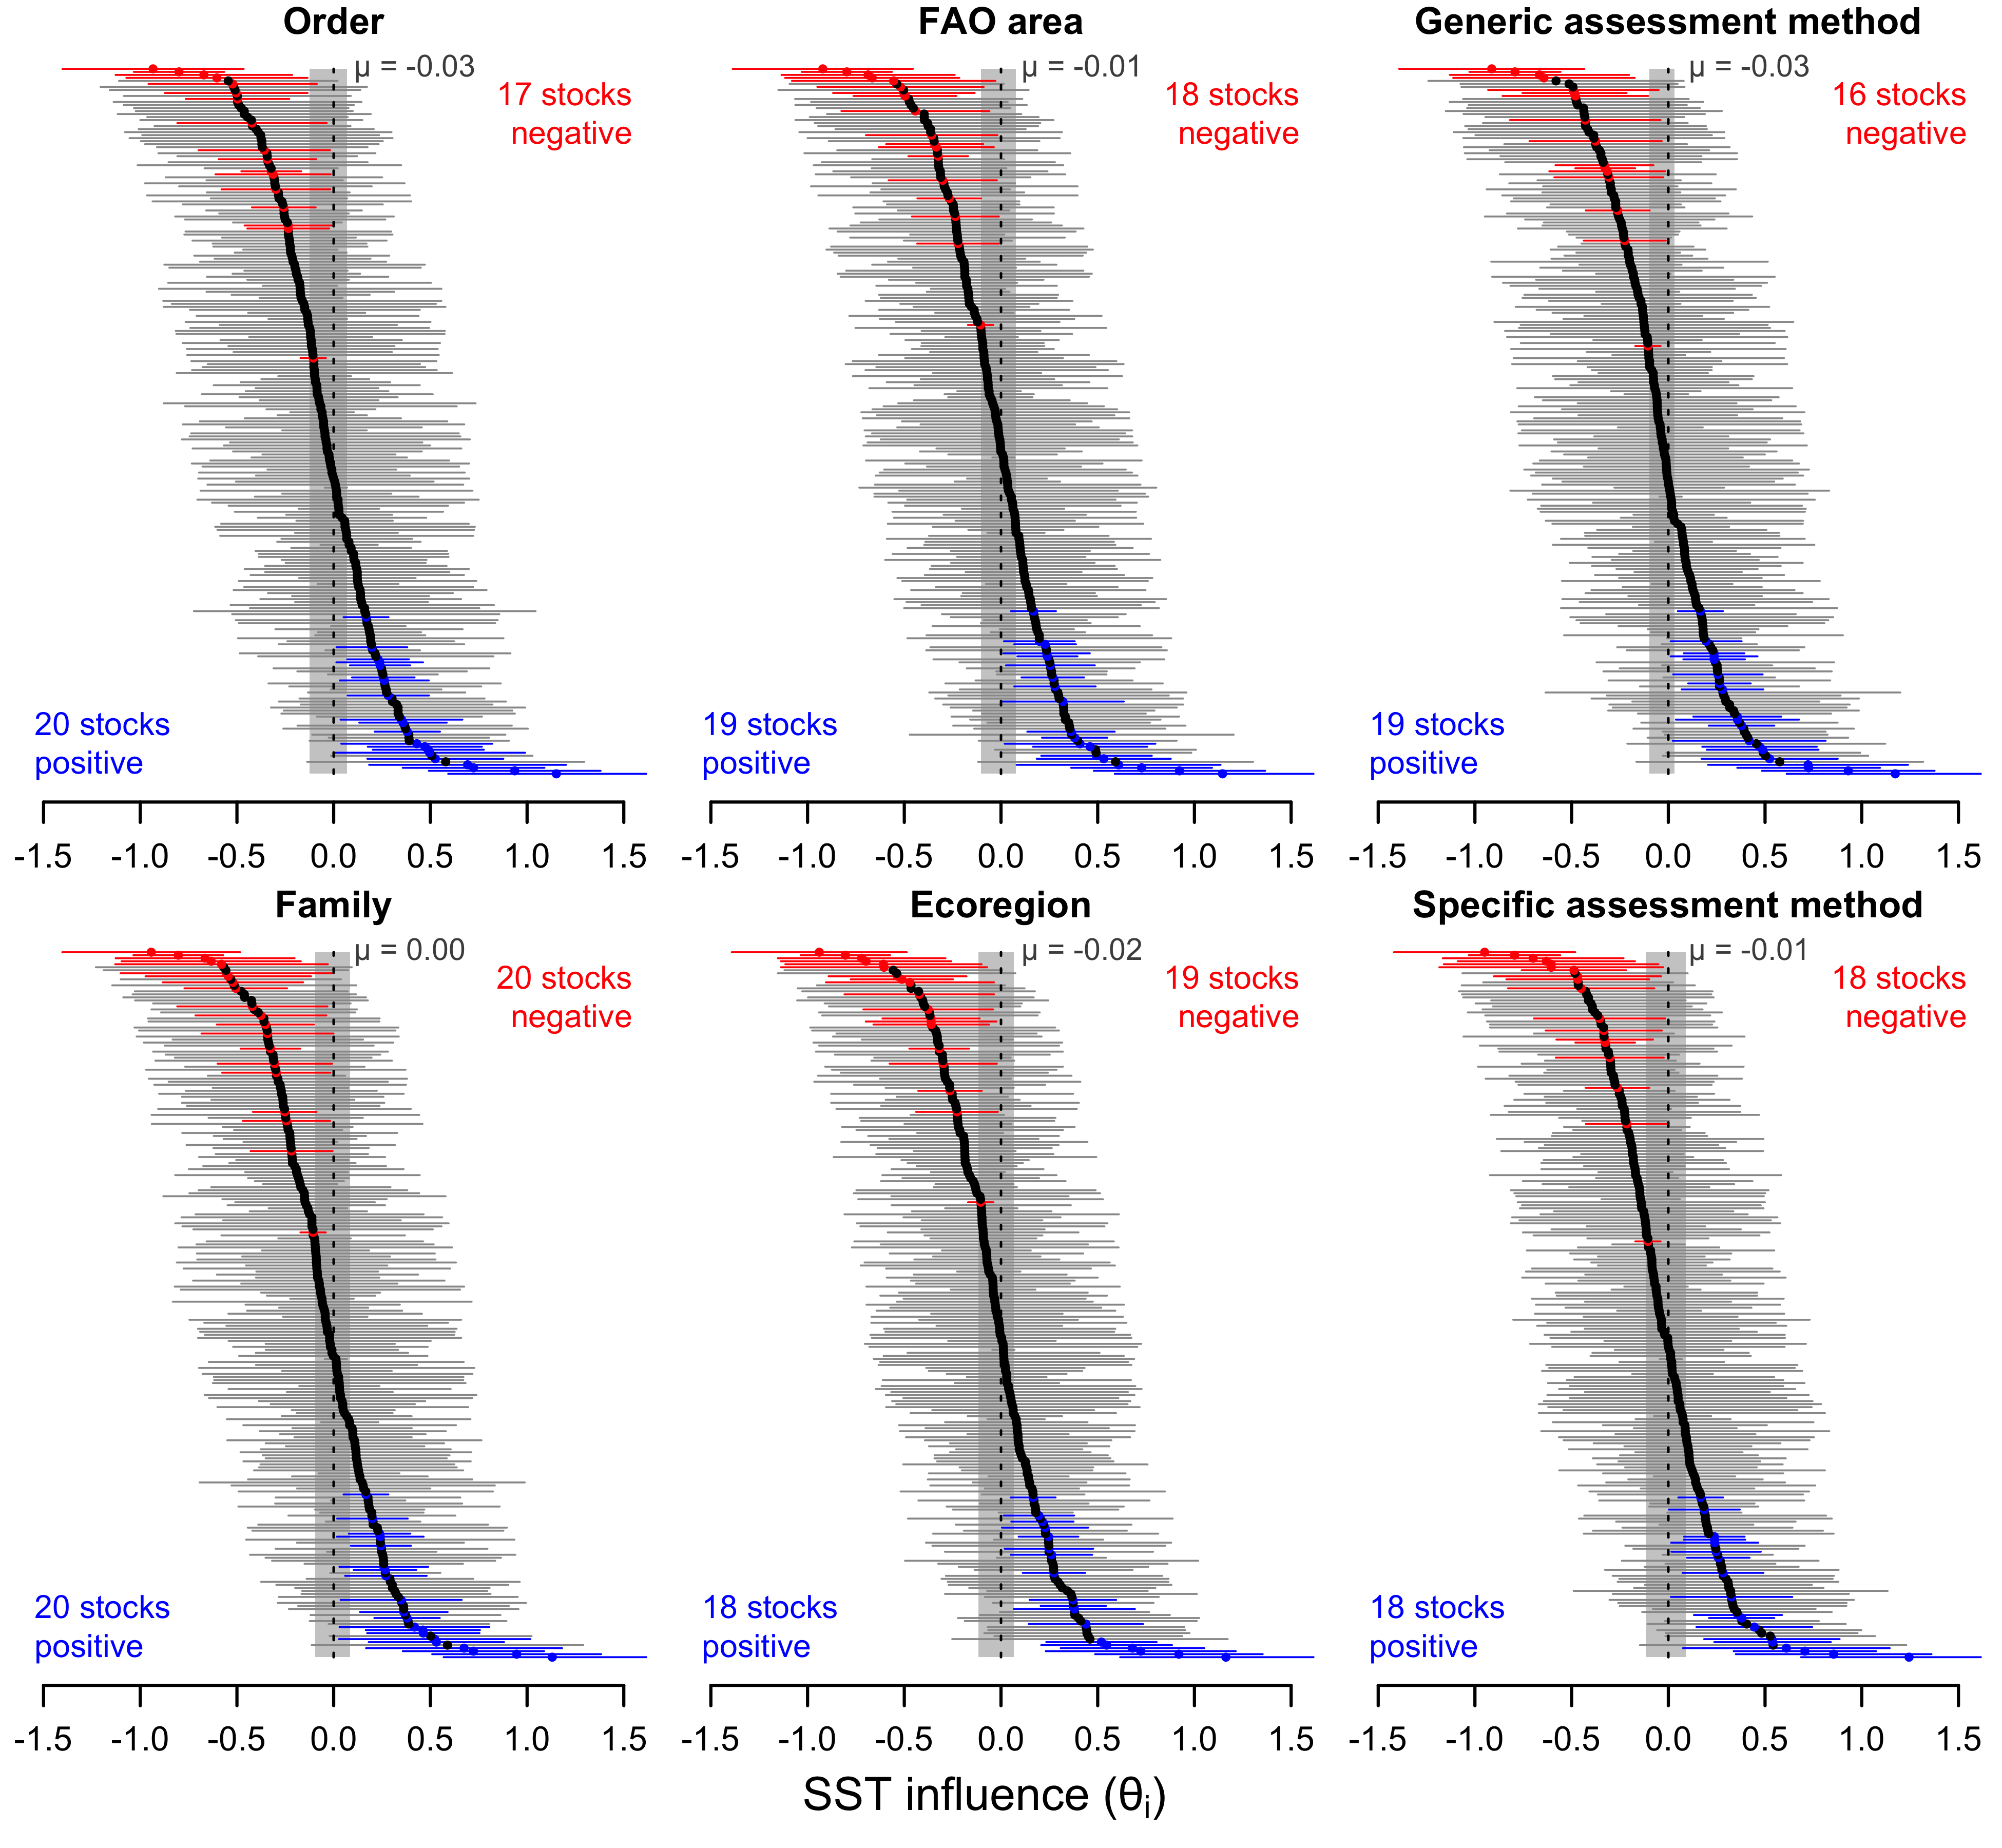 Order
μ = -0.03
17 stocks
negative
20 stocks
positive
-1.5 -1.0 -0.5 0.0 0.5 1.0 1.5
FAO area
μ = -0.01
18 stocks
negative
19 stocks
positive
-1.5 -1.0 -0.5 0.0 0.5 1.0 1.5
Generic assessment method
μ = -0.03
16 stocks
negative
19 stocks
positive
-1.5 -1.0 -0.5 0.0 0.5 1.0 1.5
Family
μ = 0.00
20 stocks
negative
20 stocks
positive
-1.5 -1.0 -0.5 0.0 0.5 1.0 1.5
Ecoregion
μ = -0.02
19 stocks
negative
18 stocks
positive
-1.5 -1.0 -0.5 0.0 0.5 1.0 1.5
Specific assessment method
μ = -0.01
18 stocks
negative
18 stocks
positive
-1.5 -1.0 -0.5 0.0 0.5 1.0 1.5
SST influence (θi)